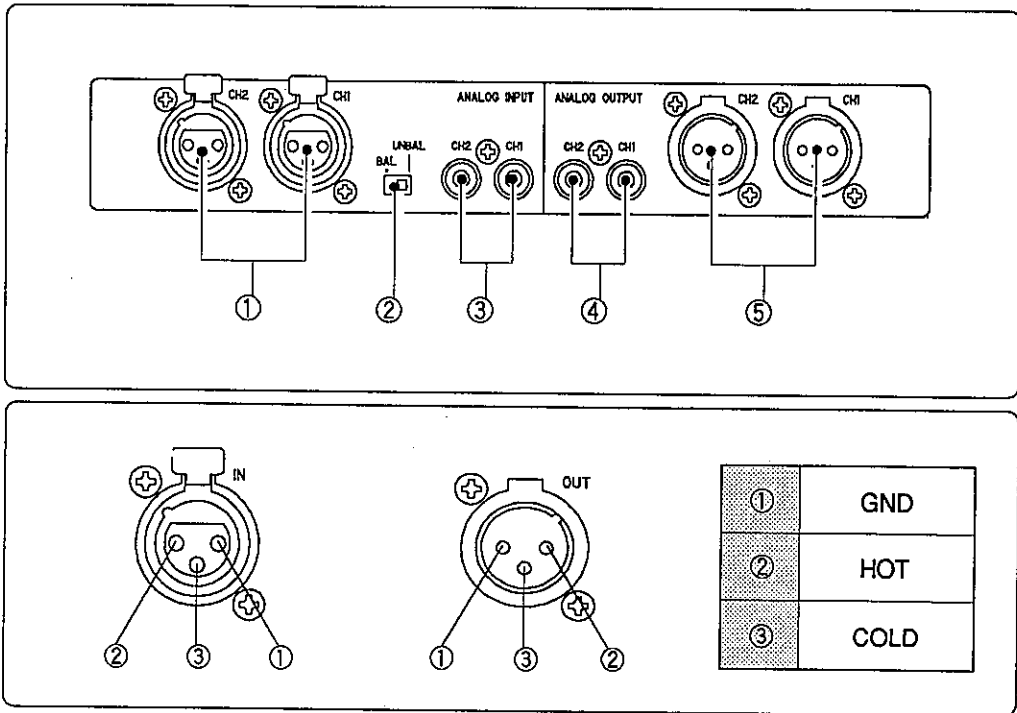 CH2 CH1 ANALOG INPUT ANALOG OUTPUT CH2 CH1
BAL UNBAL CH2 CH1 CH2 CH1
① ② ③ ④ ⑤
IN OUT
② ③ ① ① ③ ②
① GND
② HOT
③ COLD